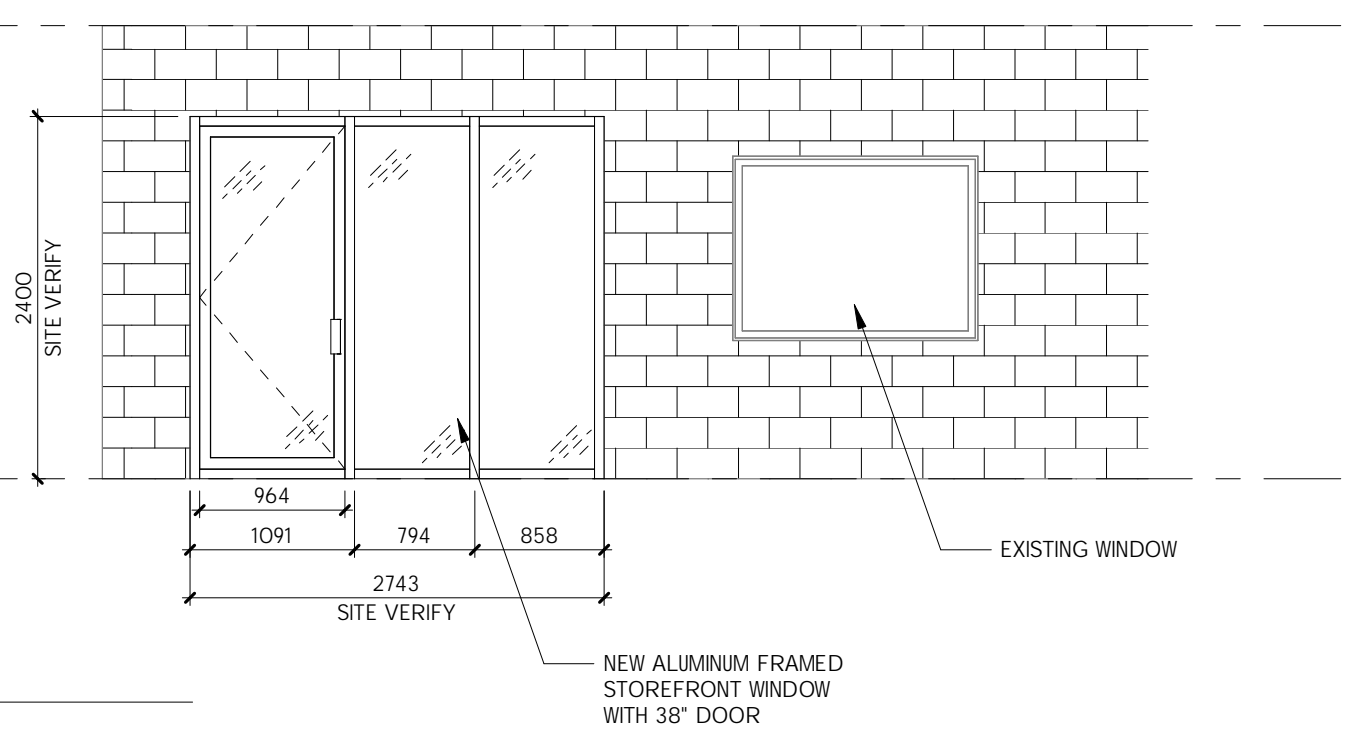 2400
SITE VERIFY
964
1091
794
858
2743
SITE VERIFY
EXISTING WINDOW
NEW ALUMINUM FRAMED
STOREFRONT WINDOW
WITH 38" DOOR